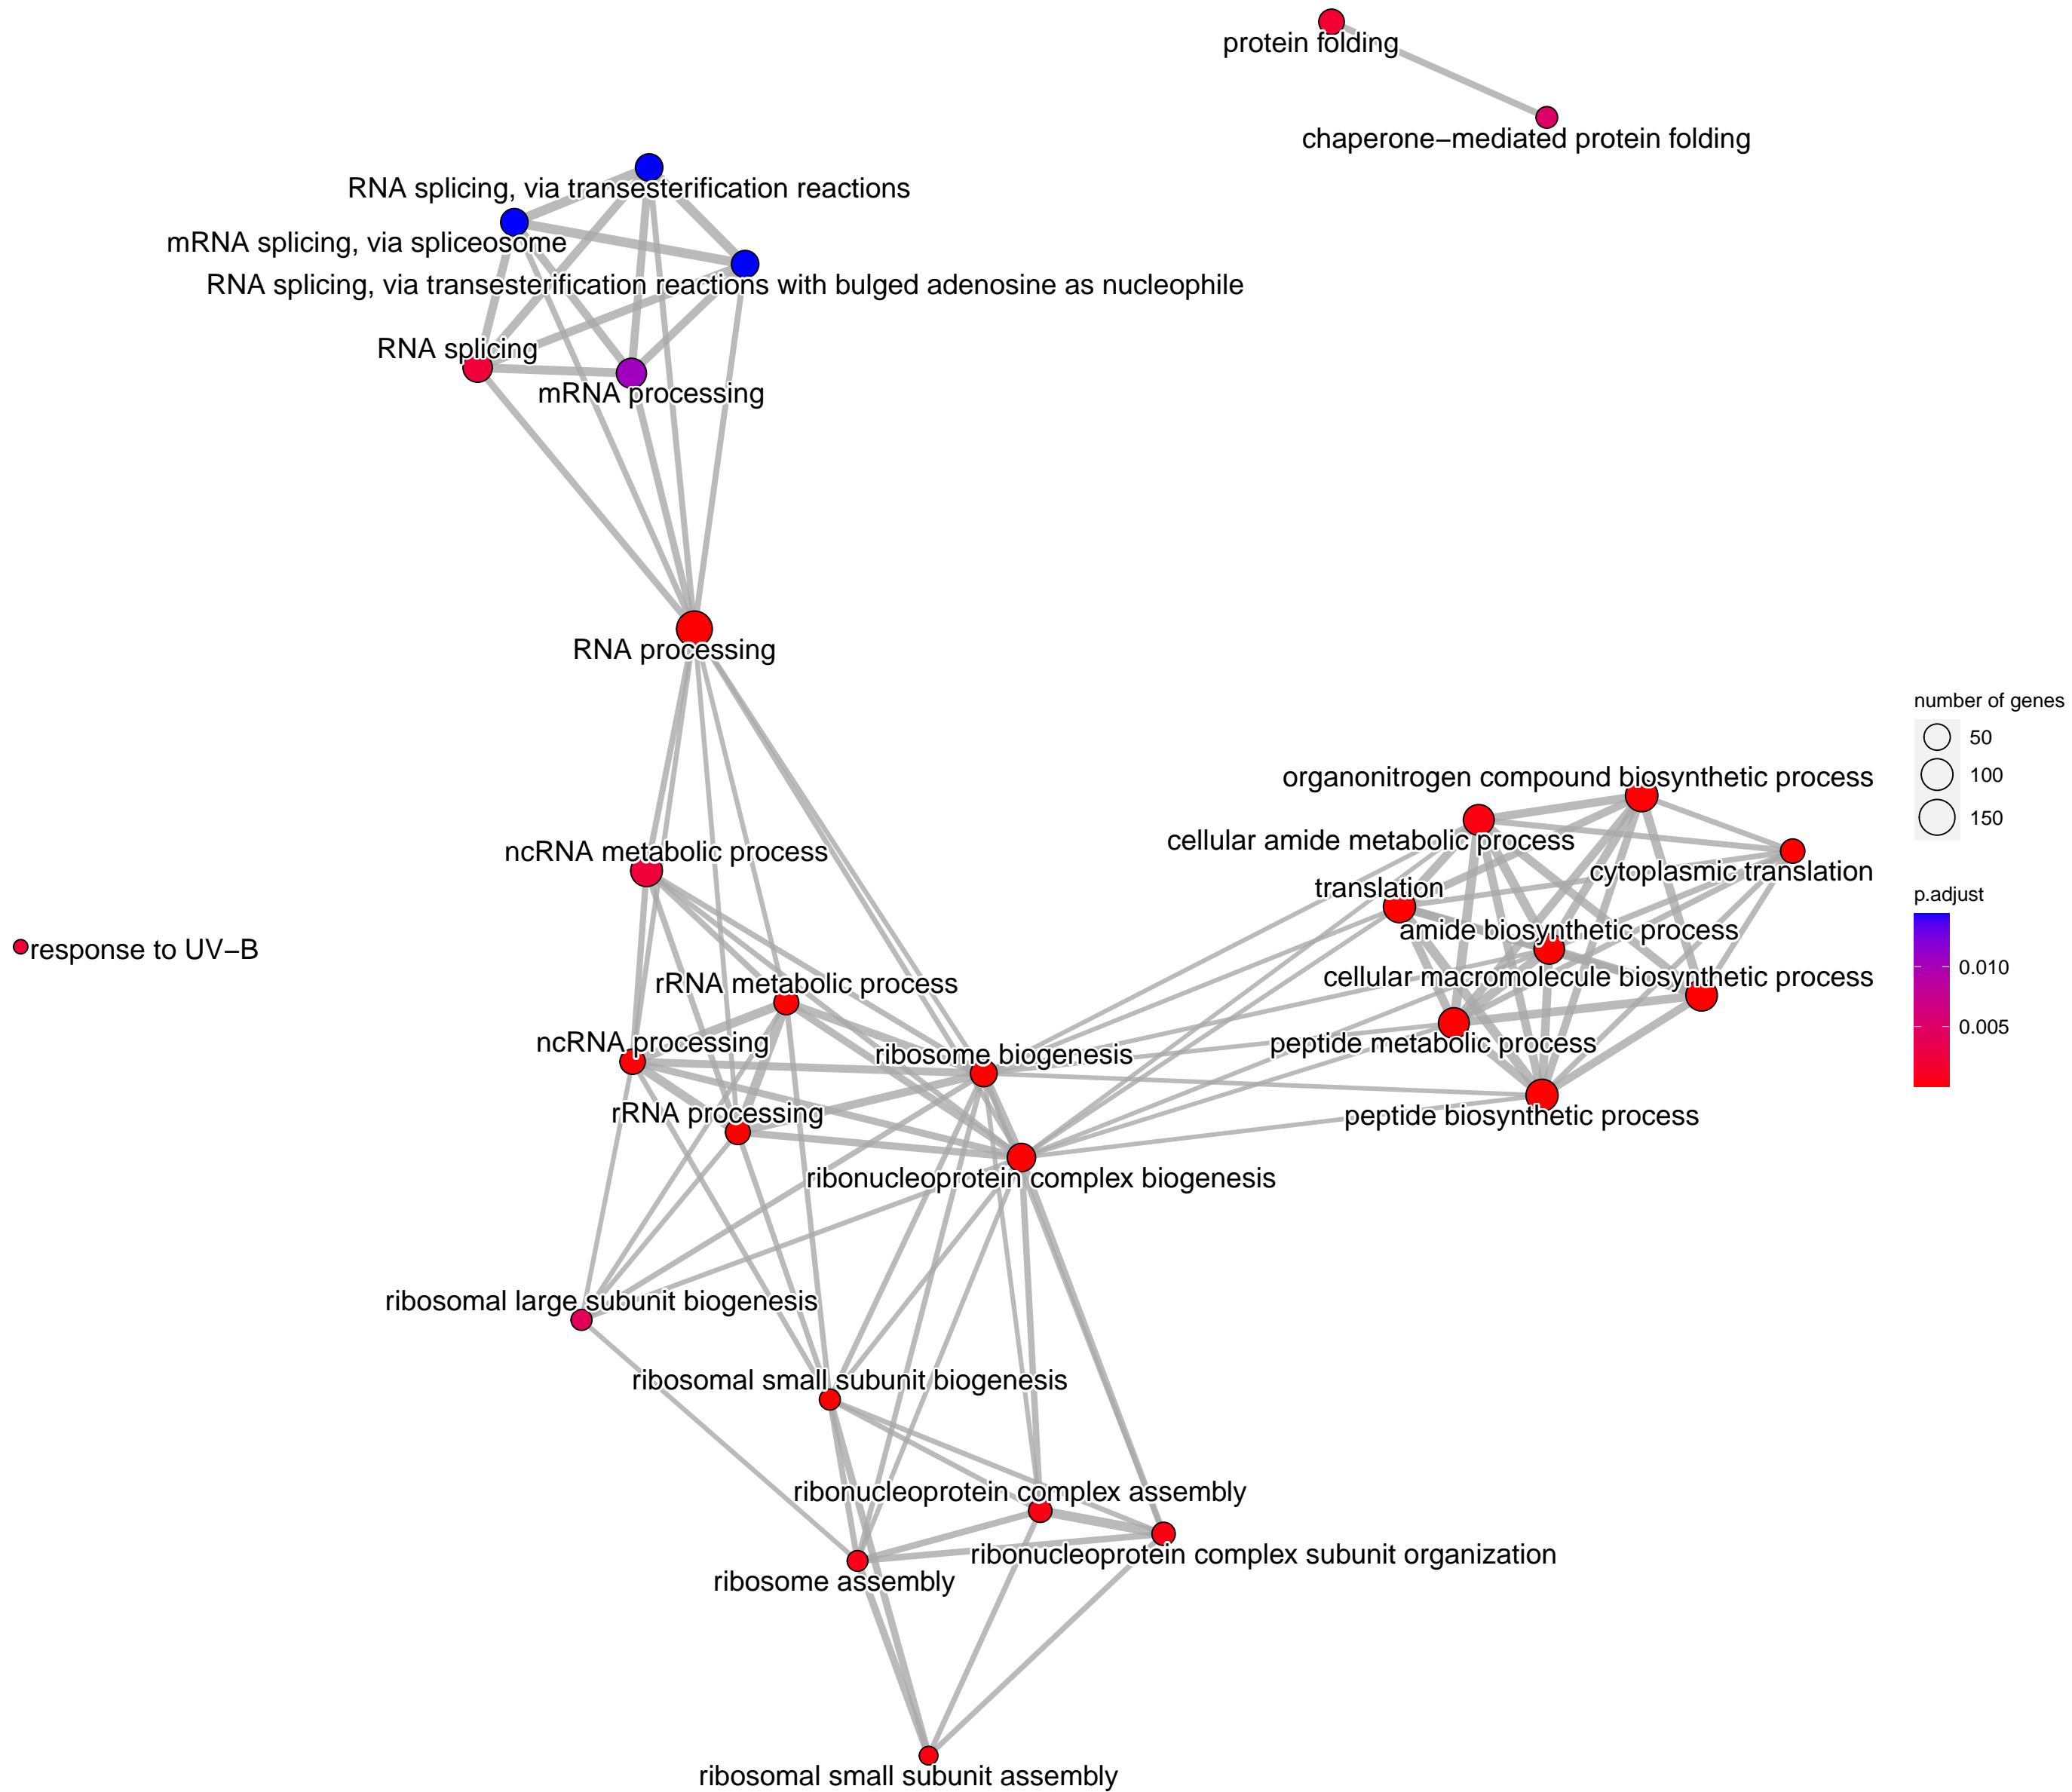 protein folding
chaperone−mediated protein folding
RNA splicing, via transesterification reactions
mRNA splicing, via spliceosome
RNA splicing, via transesterification reactions with bulged adenosine as nucleophile
RNA splicing
mRNA processing
RNA processing
number of genes
50
100
150
organonitrogen compound biosynthetic process
cellular amide metabolic process
ncRNA metabolic process
cytoplasmic translation
translation
p.adjust
amide biosynthetic process
response to UV−B
0.010
cellular macromolecule biosynthetic process
rRNA metabolic process
0.005
ncRNA processing
peptide metabolic process
ribosome biogenesis
rRNA processing
peptide biosynthetic process
ribonucleoprotein complex biogenesis
ribosomal large subunit biogenesis
ribosomal small subunit biogenesis
ribonucleoprotein complex assembly
ribonucleoprotein complex subunit organization
ribosome assembly
ribosomal small subunit assembly